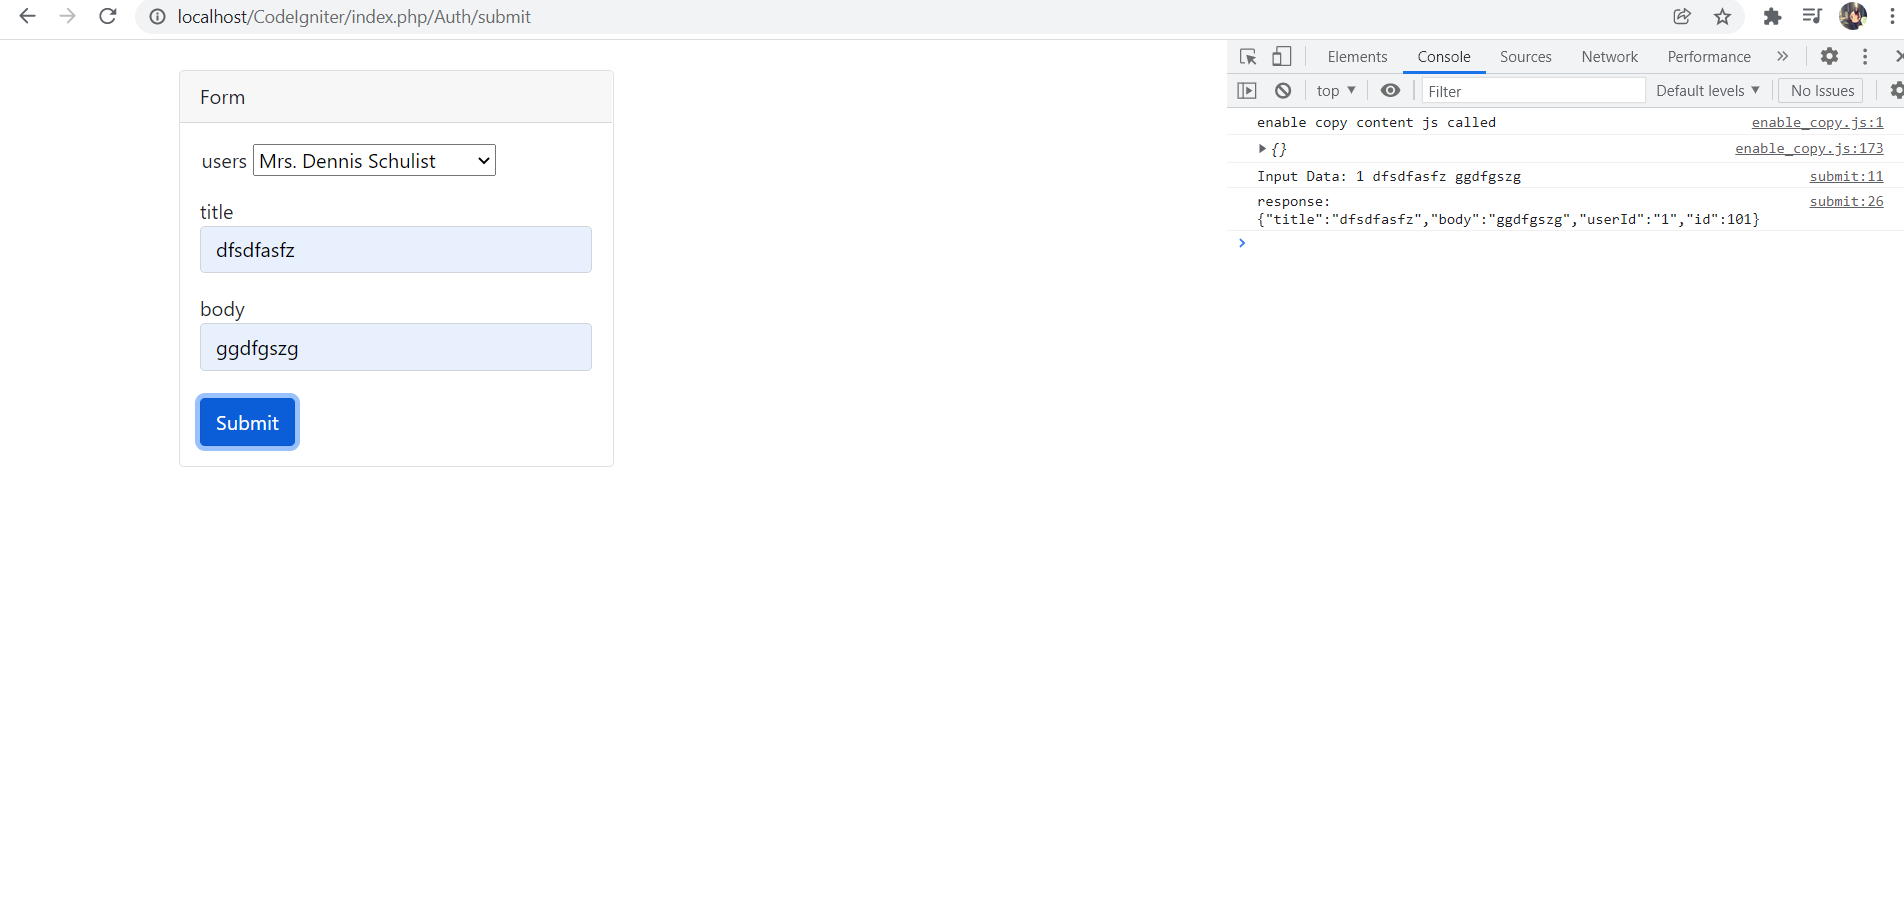 localhost/CodeIgniter/index.php/Auth/submit
Elements Console Sources Network Performance
top Filter Default levels No Issues
Form
users Mrs. Dennis Schulist
title
dfsdfasfz
body
ggdfgszg
Submit
enable copy content js called enable_copy.js:1
{} enable_copy.js:173
Input Data: 1 dfsdfasfz ggdfgszg submit:11
response: submit:26
{"title":"dfsdfasfz","body":"ggdfgszg","userId":"1","id":101}